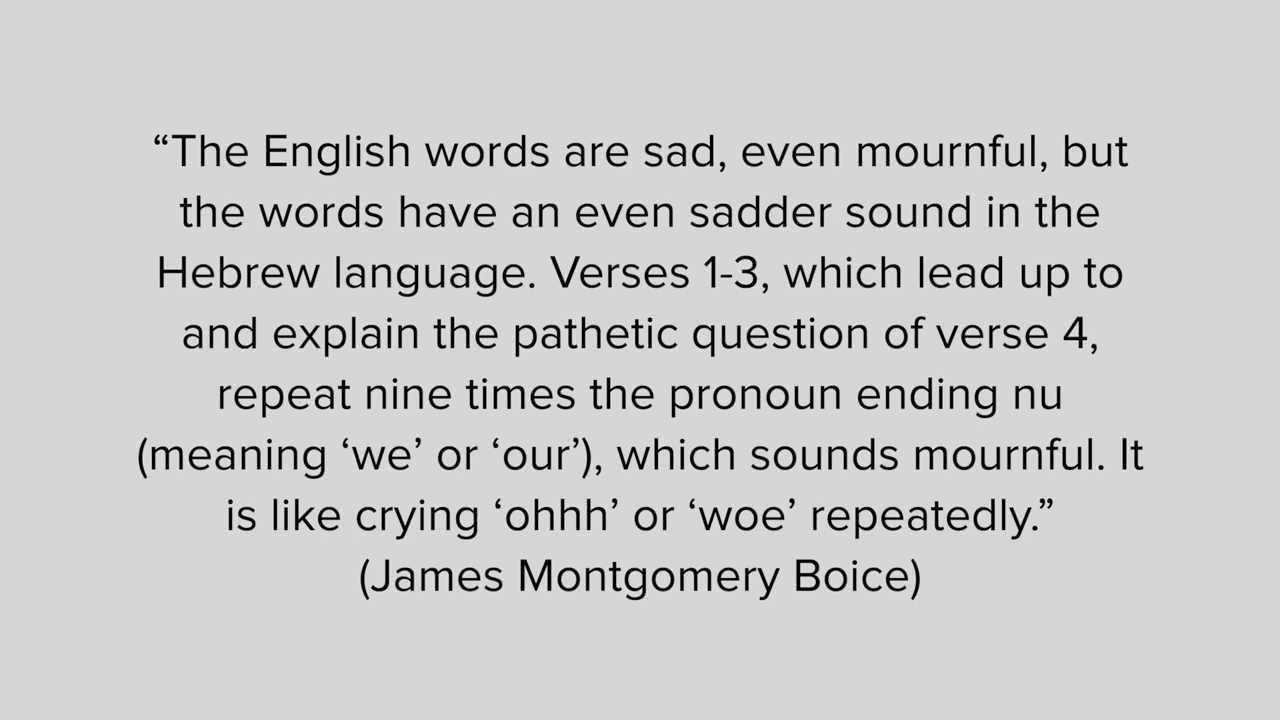 “The English words are sad, even mournful, but
the words have an even sadder sound in the
Hebrew language. Verses 1-3, which lead up to
and explain the pathetic question of verse 4,
repeat nine times the pronoun ending nu
(meaning ‘we’ or ‘our’), which sounds mournful. It
is like crying ‘ohhh’ or ‘woe’ repeatedly.”
(James Montgomery Boice)